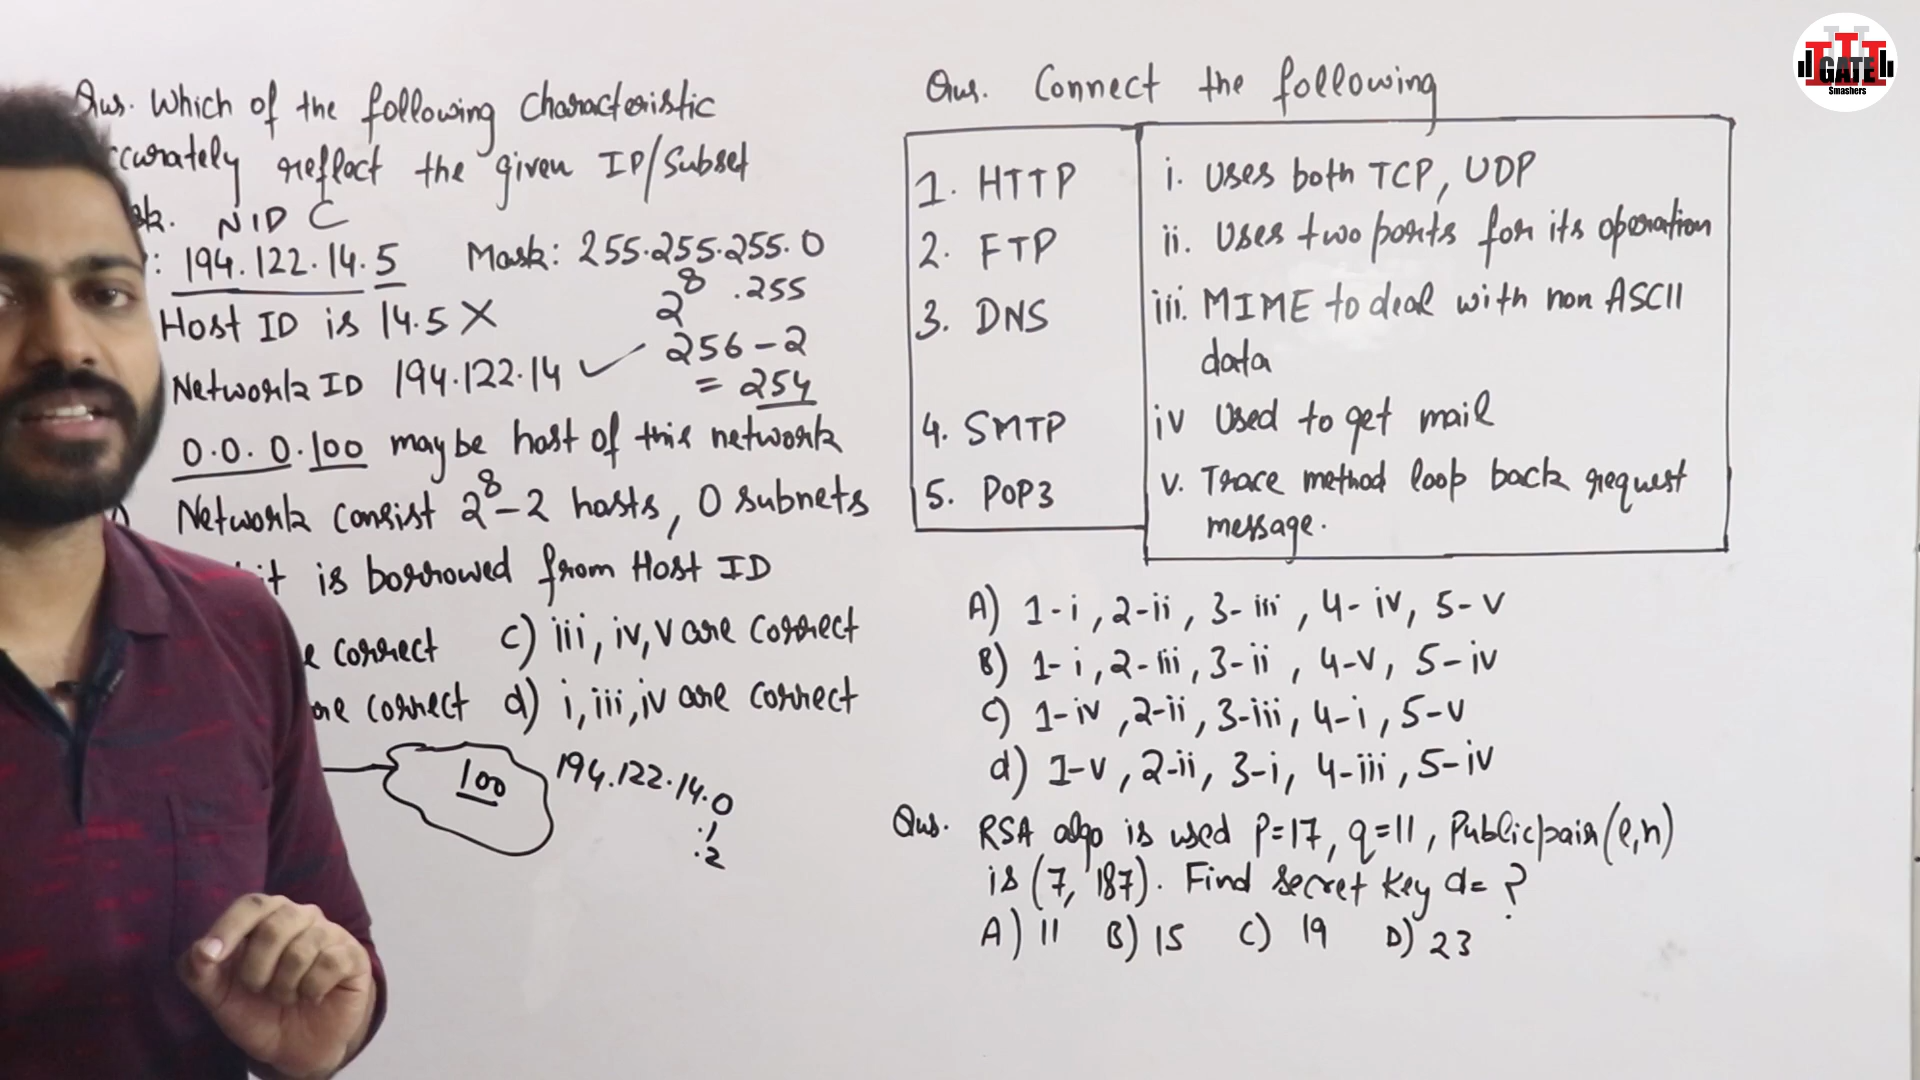 Qus. Which of the following Characteristic
ccurately reflect the given IP/Subset
sk. NID C
: 194.122.14.5 Mask: 255.255.255.0
2^8 .255
Host ID is 14.5 X
256-2
Network ID 194.122.14 ✓
= 254
0.0.0.100 may be host of this network
Network consist 2^8-2 hosts, 0 subnets
it is borrowed from Host ID
e correct c) iii, iv, v are correct
are correct d) i, iii, iv are correct
100 194.122.14.0
.1
.2
Qus. Connect the following
1. HTTP
2. FTP
3. DNS
4. SMTP
5. POP3
i. Uses both TCP, UDP
ii. Uses two ports for its operation
iii. MIME to deal with non ASCII
data
iv Used to get mail
v. Trace method loop back request
message.
A) 1-i, 2-ii, 3-iii, 4-iv, 5-v
B) 1-i, 2-iii, 3-ii, 4-v, 5-iv
c) 1-iv, 2-ii, 3-iii, 4-i, 5-v
d) 1-v, 2-ii, 3-i, 4-iii, 5-iv
Qus. RSA algo is used P=17, q=11, Public pair (e,n)
is (7, 187). Find secret key d= ?
A) 11 B) 15 C) 19 D) 23
GATE
Smashers